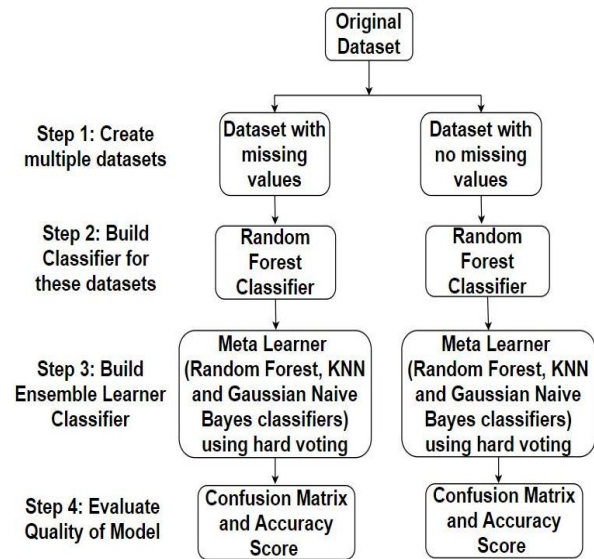 Original
Dataset
Step 1: Create
multiple datasets
Dataset with
missing
values
Dataset with
no missing
values
Step 2: Build
Classifier for
these datasets
Random
Forest
Classifier
Random
Forest
Classifier
Step 3: Build
Ensemble Learner
Classifier
Meta Learner
(Random Forest, KNN
and Gaussian Naive
Bayes classifiers)
using hard voting
Meta Learner
(Random Forest, KNN
and Gaussian Naive
Bayes classifiers)
using hard voting
Step 4: Evaluate
Quality of Model
Confusion Matrix
and Accuracy
Score
Confusion Matrix
and Accuracy
Score